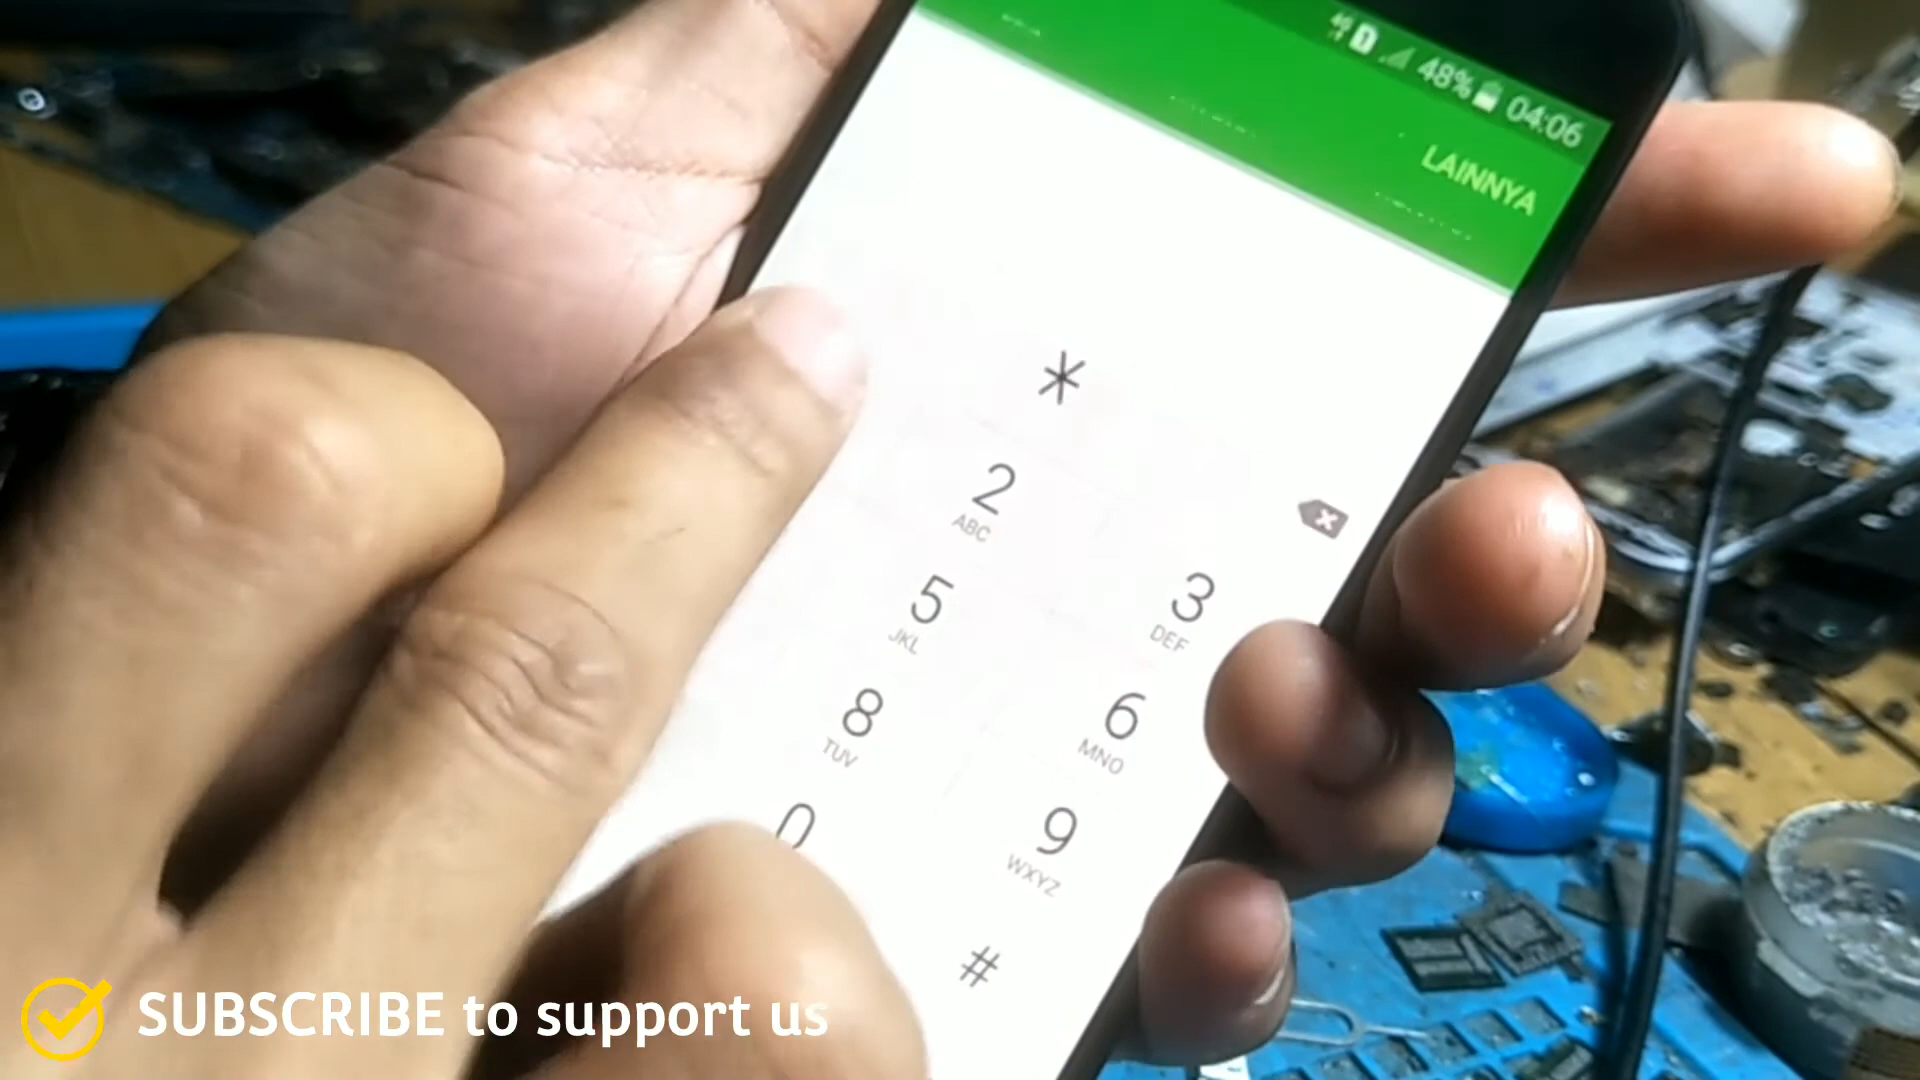 48% 04:06
LAINNYA
*
2
ABC
3
DEF
5
JKL
6
MNO
8
TUV
9
WXYZ
0
#
SUBSCRIBE to support us